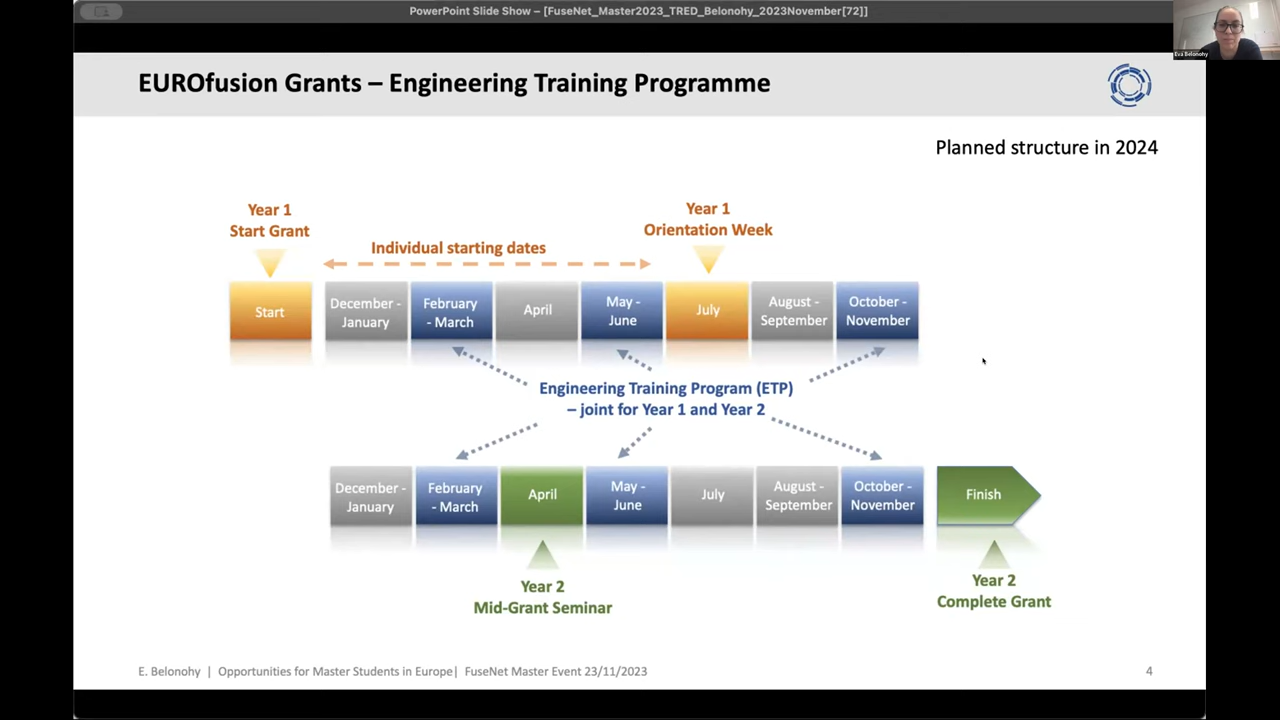 PowerPoint Slide Show - [FuseNet_Master2023_TRED_Belonohy_2023November[72]]
Eva Belonohy
EUROfusion Grants – Engineering Training Programme
Planned structure in 2024
Year 1
Start Grant
Individual starting dates
Year 1
Orientation Week
Start
December -
January
February
- March
April
May -
June
July
August -
September
October -
November
Engineering Training Program (ETP)
– joint for Year 1 and Year 2
December -
January
February
- March
April
May -
June
July
August -
September
October -
November
Finish
Year 2
Mid-Grant Seminar
Year 2
Complete Grant
E. Belonohy | Opportunities for Master Students in Europe| FuseNet Master Event 23/11/2023
4